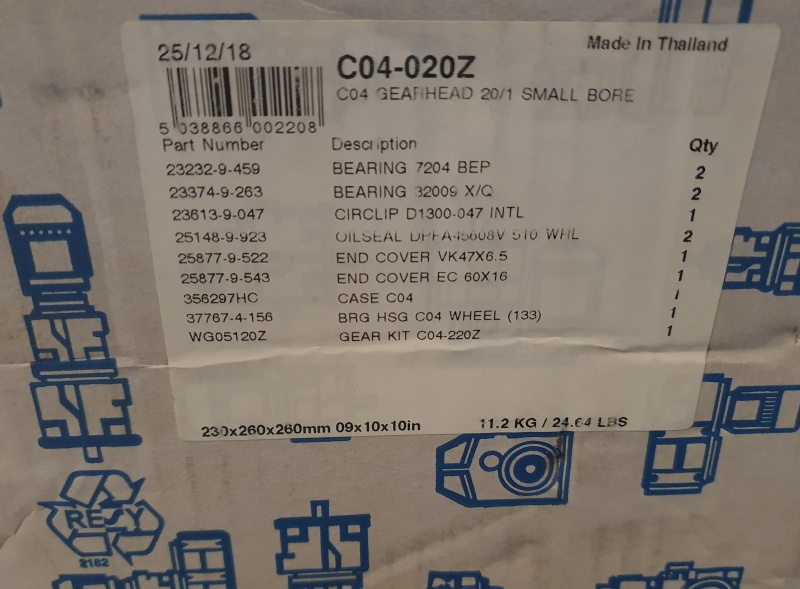 25/12/18
Made In Thailand
C04-020Z
C04 GEARHEAD 20/1 SMALL BORE
5 038866 002208
Part Number Description Qty
23232-9-459 BEARING 7204 BEP 2
23374-9-263 BEARING 32009 X/Q 2
23613-9-047 CIRCLIP D1300-047 INTL 1
25148-9-923 OILSEAL 510 WHL 2
25877-9-522 END COVER VK47X6.5 1
25877-9-543 END COVER EC 60X16 1
356297HC CASE C04 1
37767-4-156 BRG HSG C04 WHEEL (133) 1
WG05120Z GEAR KIT C04-220Z 1
230x260x260mm 09x10x10in 11.2 KG / 24.64 LBS
RESY
2182